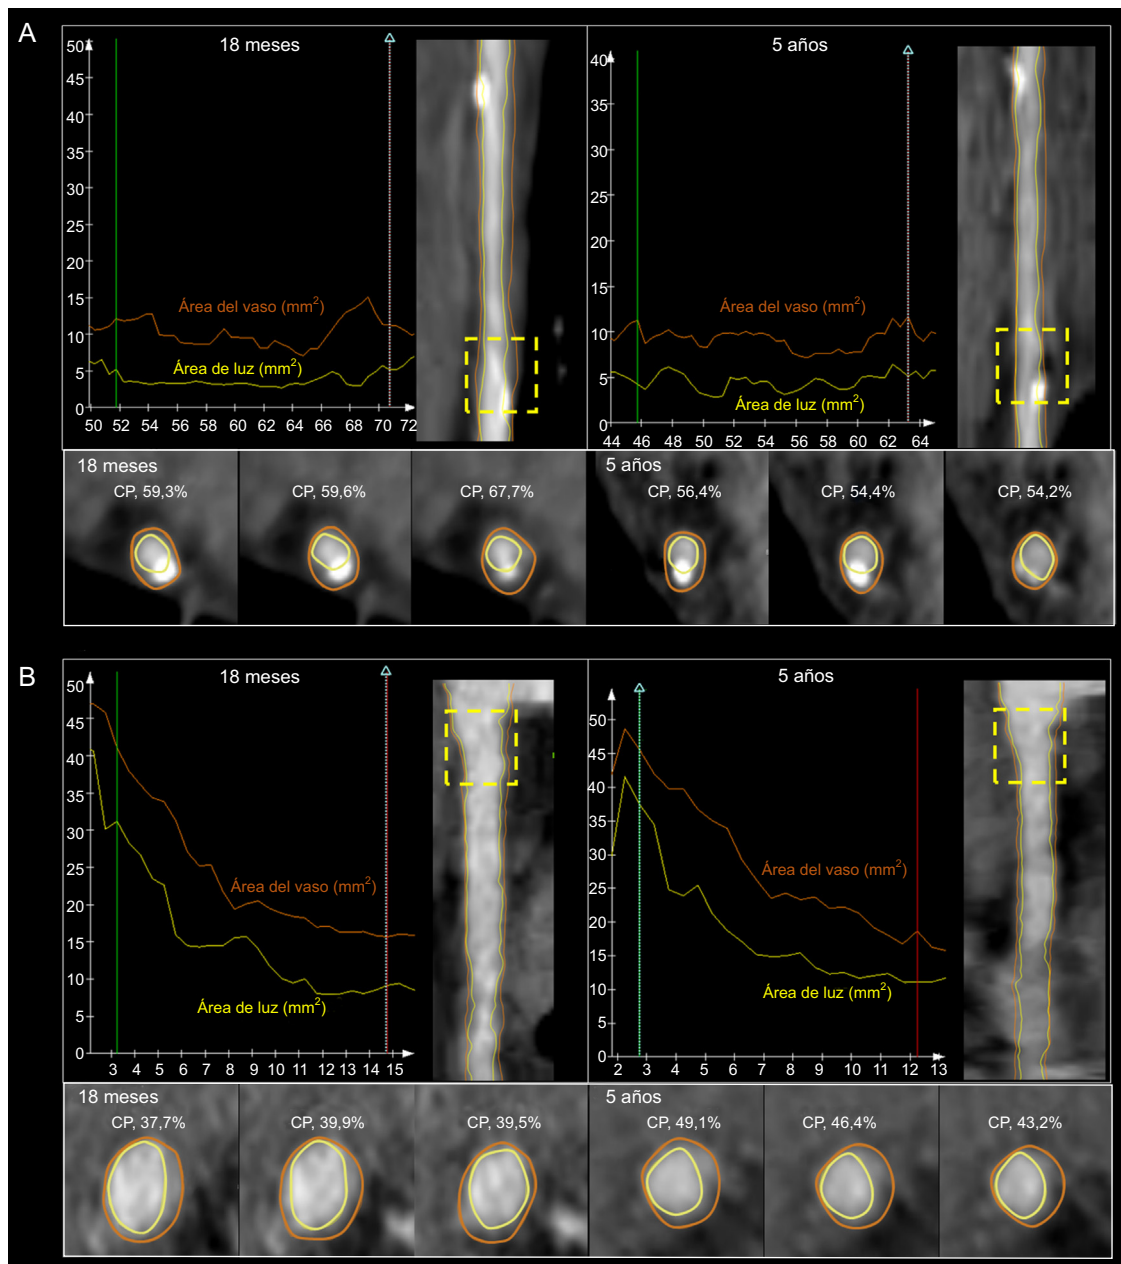 A
18 meses
50
45
40
35
30
25
20
15
10
5
0
Área del vaso (mm²)
Área de luz (mm²)
50 52 54 56 58 60 62 64 66 68 70 72
5 años
40
35
30
25
20
15
10
5
0
Área del vaso (mm²)
Área de luz (mm²)
44 46 48 50 52 54 56 58 60 62 64
18 meses
CP, 59,3%
CP, 59,6%
CP, 67,7%
5 años
CP, 56,4%
CP, 54,4%
CP, 54,2%
B
18 meses
50
45
40
35
30
25
20
15
10
5
0
Área del vaso (mm²)
Área de luz (mm²)
3 4 5 6 7 8 9 10 11 12 13 14 15
5 años
50
45
40
35
30
25
20
15
10
5
0
Área del vaso (mm²)
Área de luz (mm²)
2 3 4 5 6 7 8 9 10 11 12 13
18 meses
CP, 37,7%
CP, 39,9%
CP, 39,5%
5 años
CP, 49,1%
CP, 46,4%
CP, 43,2%